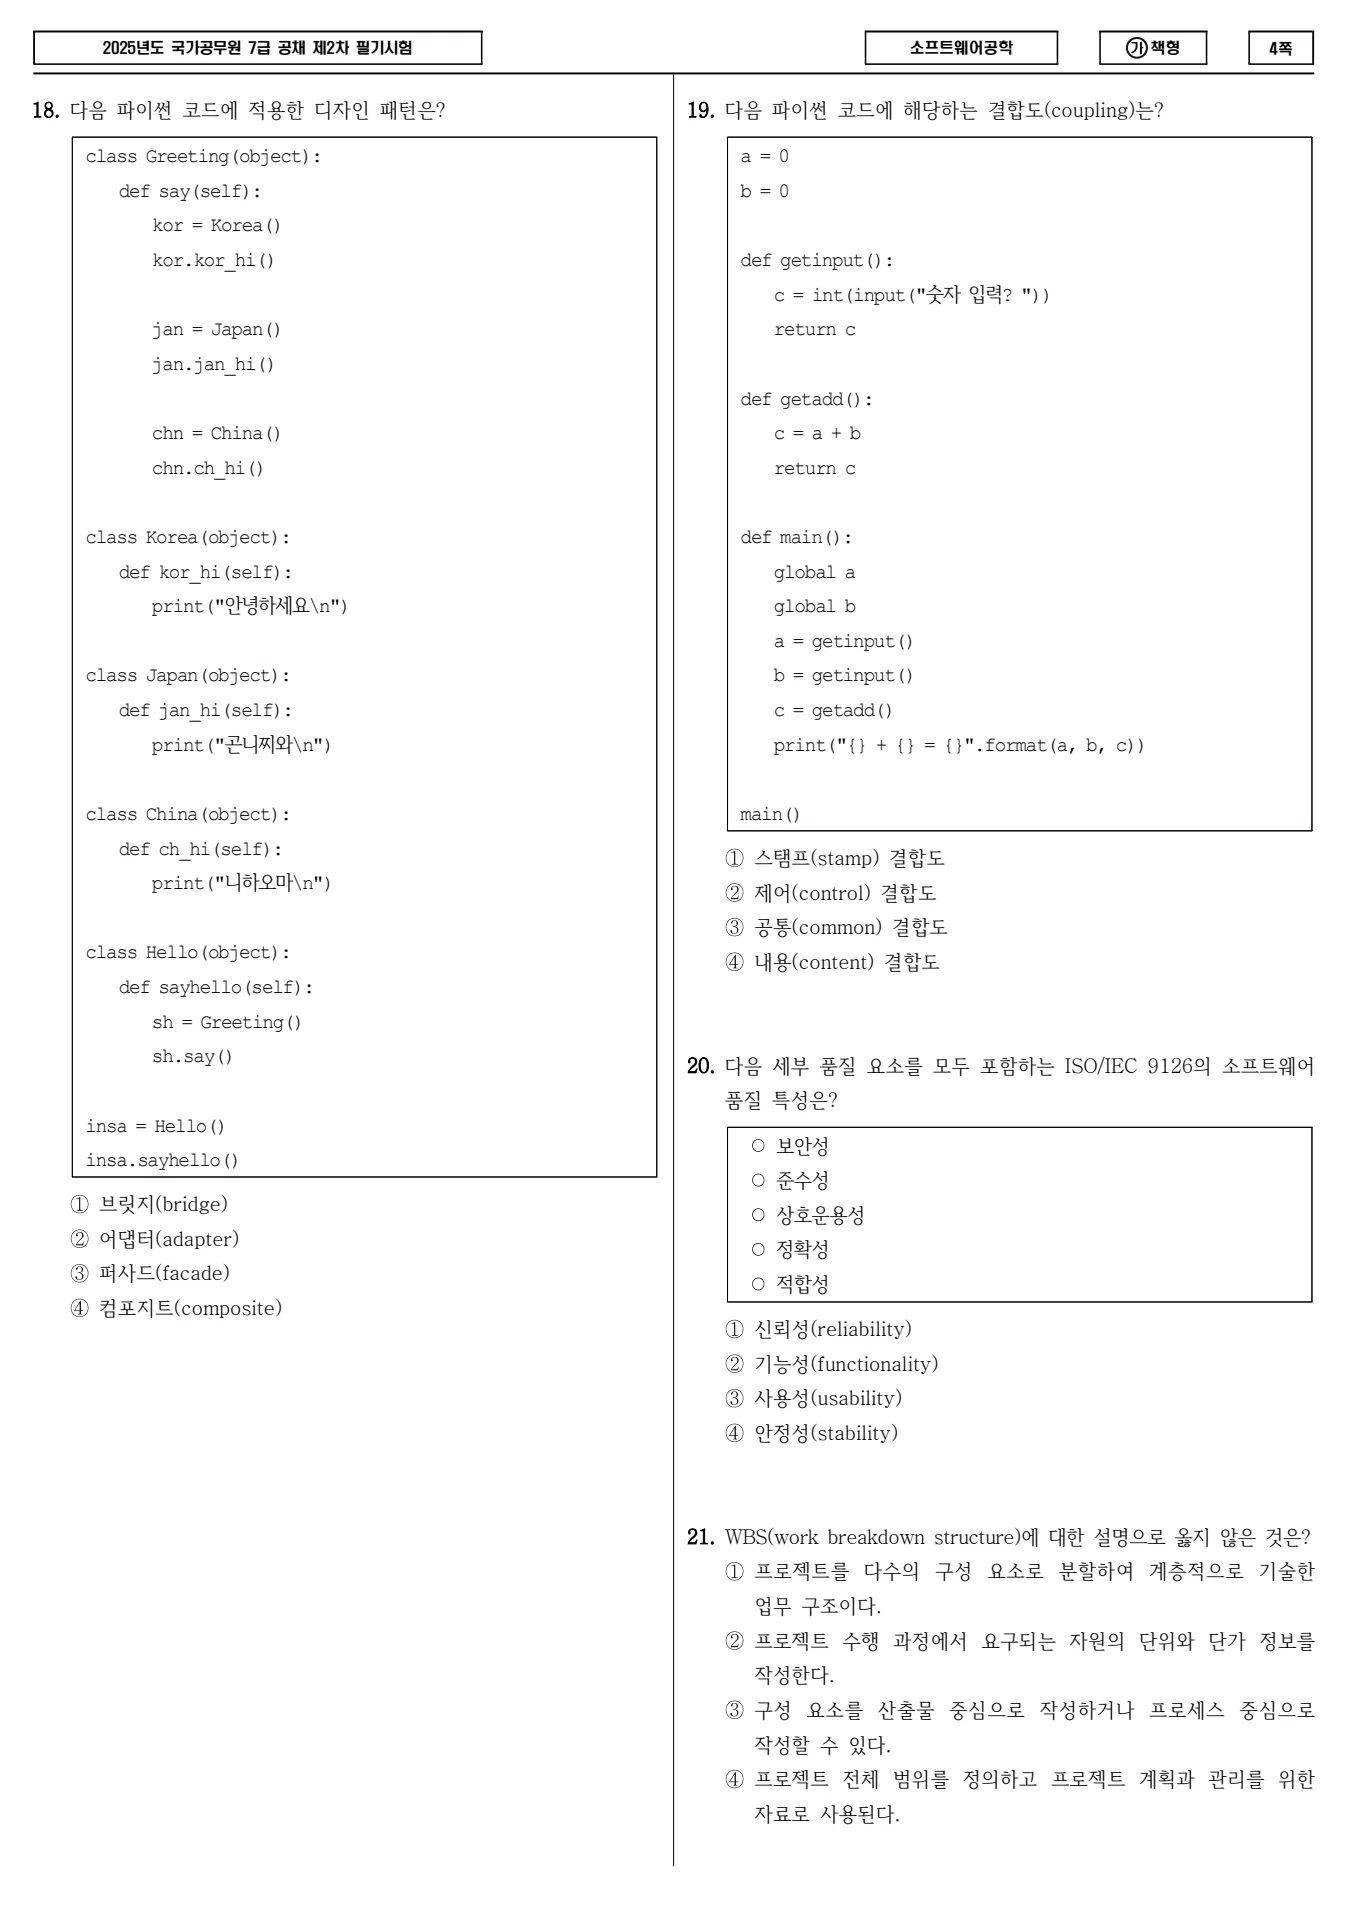 2025년도 국가공무원 7급 공채 제2차 필기시험
소프트웨어공학
㉮책형
4쪽
18. 다음 파이썬 코드에 적용한 디자인 패턴은?
class Greeting(object):
def say(self):
kor = Korea()
kor.kor_hi()
jan = Japan()
jan.jan_hi()
chn = China()
chn.ch_hi()
class Korea(object):
def kor_hi(self):
print("안녕하세요\n")
class Japan(object):
def jan_hi(self):
print("곤니찌와\n")
class China(object):
def ch_hi(self):
print("니하오마\n")
class Hello(object):
def sayhello(self):
sh = Greeting()
sh.say()
insa = Hello()
insa.sayhello()
① 브릿지(bridge)
② 어댑터(adapter)
③ 퍼사드(facade)
④ 컴포지트(composite)
19. 다음 파이썬 코드에 해당하는 결합도(coupling)는?
a = 0
b = 0
def getinput():
c = int(input("숫자 입력? "))
return c
def getadd():
c = a + b
return c
def main():
global a
global b
a = getinput()
b = getinput()
c = getadd()
print("{} + {} = {}".format(a, b, c))
main()
① 스탬프(stamp) 결합도
② 제어(control) 결합도
③ 공통(common) 결합도
④ 내용(content) 결합도
20. 다음 세부 품질 요소를 모두 포함하는 ISO/IEC 9126의 소프트웨어
품질 특성은?
○ 보안성
○ 준수성
○ 상호운용성
○ 정확성
○ 적합성
① 신뢰성(reliability)
② 기능성(functionality)
③ 사용성(usability)
④ 안정성(stability)
21. WBS(work breakdown structure)에 대한 설명으로 옳지 않은 것은?
① 프로젝트를 다수의 구성 요소로 분할하여 계층적으로 기술한
업무 구조이다.
② 프로젝트 수행 과정에서 요구되는 자원의 단위와 단가 정보를
작성한다.
③ 구성 요소를 산출물 중심으로 작성하거나 프로세스 중심으로
작성할 수 있다.
④ 프로젝트 전체 범위를 정의하고 프로젝트 계획과 관리를 위한
자료로 사용된다.